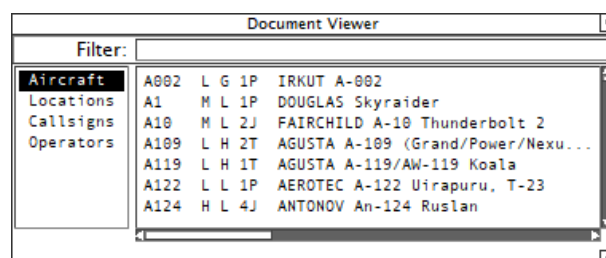 Document Viewer
Filter:
Aircraft
Locations
Callsigns
Operators
A002 L G 1P IRKUT A-002
A1 M L 1P DOUGLAS Skyraider
A10 M L 2J FAIRCHILD A-10 Thunderbolt 2
A109 L H 2T AGUSTA A-109 (Grand/Power/Nexu...
A119 L H 1T AGUSTA A-119/AW-119 Koala
A122 L L 1P AEROTEC A-122 Uirapuru, T-23
A124 H L 4J ANTONOV An-124 Ruslan